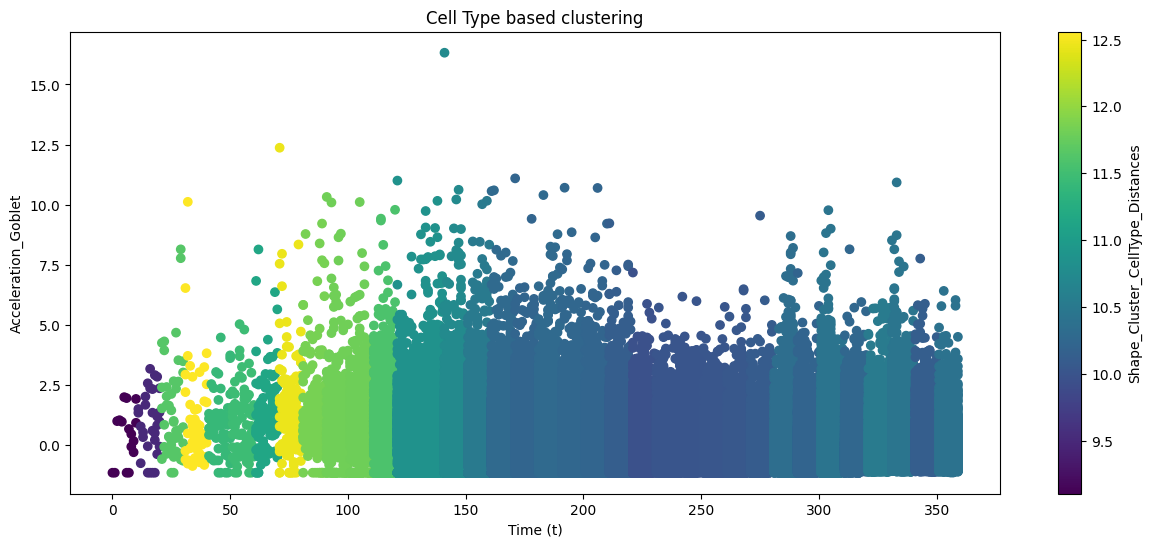 Cell Type based clustering
Acceleration_Goblet
15.0
12.5
10.0
7.5
5.0
2.5
0.0
0 50 100 150 200 250 300 350
Time (t)
12.5
12.0
11.5
11.0
10.5
10.0
9.5
Shape_Cluster_CellType_Distances